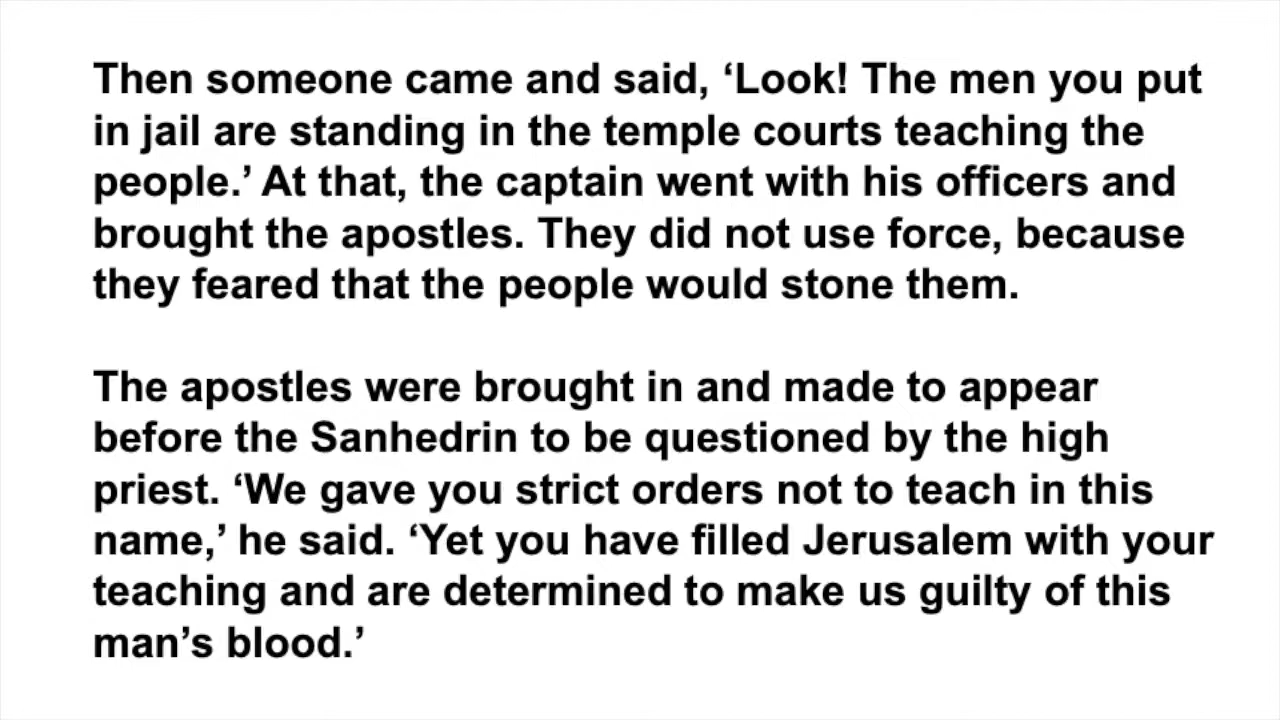 Then someone came and said, ‘Look! The men you put
in jail are standing in the temple courts teaching the
people.’ At that, the captain went with his officers and
brought the apostles. They did not use force, because
they feared that the people would stone them.
The apostles were brought in and made to appear
before the Sanhedrin to be questioned by the high
priest. ‘We gave you strict orders not to teach in this
name,’ he said. ‘Yet you have filled Jerusalem with your
teaching and are determined to make us guilty of this
man’s blood.’